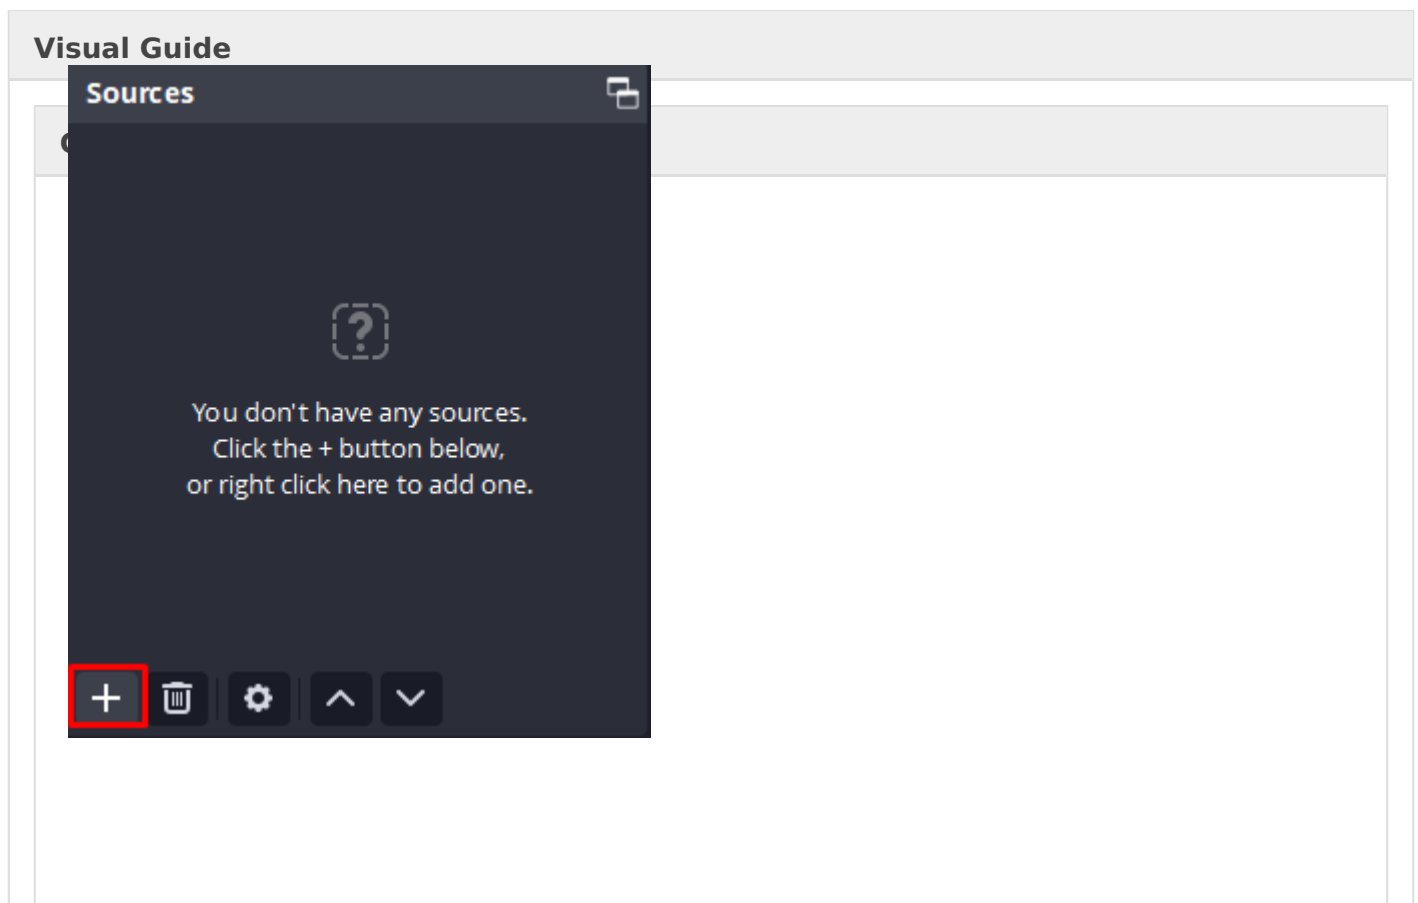 Visual Guide
Sources
You don't have any sources.
Click the + button below,
or right click here to add one.